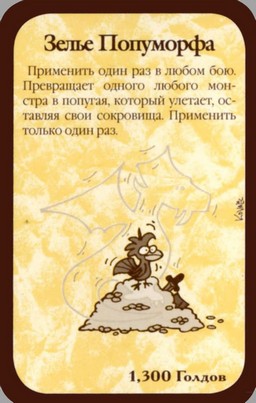 Зелье Попуморфа
Применить один раз в любом бою.
Превращает одного любого мон-
стра в попугая, который улетает, ос-
тавляя свои сокровища. Применить
только один раз.
1,300 Голдов